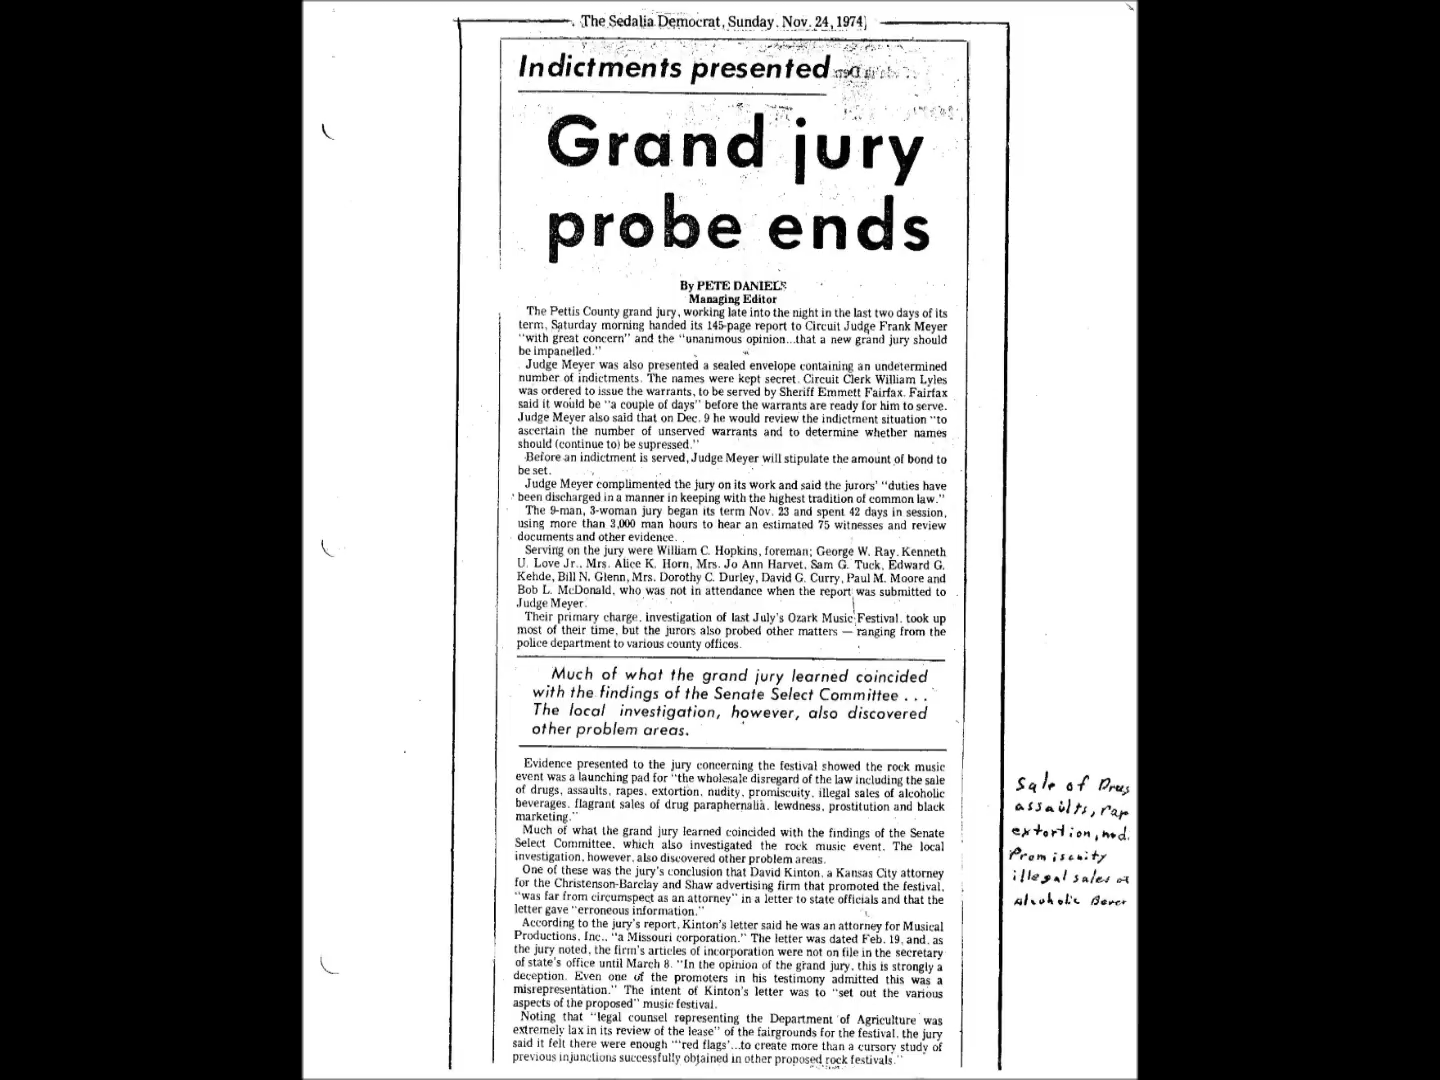 The Sedalia Democrat, Sunday, Nov. 24, 1974
Indictments presented
Grand jury
probe ends
By PETE DANIELS
Managing Editor
The Pettis County grand jury, working late into the night in the last two days of its
term, Saturday morning handed its 145-page report to Circuit Judge Frank Meyer
"with great concern" and the "unanimous opinion...that a new grand jury should
be impanelled."
Judge Meyer was also presented a sealed envelope containing an undetermined
number of indictments. The names were kept secret. Circuit Clerk William Lyles
was ordered to issue the warrants, to be served by Sheriff Emmett Fairfax. Fairfax
said it would be "a couple of days" before the warrants are ready for him to serve.
Judge Meyer also said that on Dec. 9 he would review the indictment situation "to
ascertain the number of unserved warrants and to determine whether names
should (continue to) be supressed."
Before an indictment is served, Judge Meyer will stipulate the amount of bond to
be set.
Judge Meyer complimented the jury on its work and said the jurors' "duties have
been discharged in a manner in keeping with the highest tradition of common law."
The 9-man, 3-woman jury began its term Nov. 23 and spent 42 days in session,
using more than 3,000 man hours to hear an estimated 75 witnesses and review
documents and other evidence.
Serving on the jury were William C. Hopkins, foreman; George W. Ray, Kenneth
U. Love Jr., Mrs. Alice K. Horn, Mrs. Jo Ann Harvet, Sam G. Tuck, Edward G.
Kehde, Bill N. Glenn, Mrs. Dorothy C. Durley, David G. Curry, Paul M. Moore and
Bob L. McDonald, who was not in attendance when the report was submitted to
Judge Meyer.
Their primary charge, investigation of last July's Ozark Music Festival, took up
most of their time, but the jurors also probed other matters — ranging from the
police department to various county offices.
Much of what the grand jury learned coincided
with the findings of the Senate Select Committee . . .
The local investigation, however, also discovered
other problem areas.
Evidence presented to the jury concerning the festival showed the rock music
event was a launching pad for "the wholesale disregard of the law including the sale
of drugs, assaults, rapes, extortion, nudity, promiscuity, illegal sales of alcoholic
beverages, flagrant sales of drug paraphernalia, lewdness, prostitution and black
marketing."
Much of what the grand jury learned coincided with the findings of the Senate
Select Committee, which also investigated the rock music event. The local
investigation, however, also discovered other problem areas.
One of these was the jury's conclusion that David Kinton, a Kansas City attorney
for the Christenson-Barclay and Shaw advertising firm that promoted the festival,
"was far from circumspect as an attorney" in a letter to state officials and that the
letter gave "erroneous information."
According to the jury's report, Kinton's letter said he was an attorney for Musical
Productions, Inc., "a Missouri corporation." The letter was dated Feb. 19, and, as
the jury noted, the firm's articles of incorporation were not on file in the secretary
of state's office until March 8. "In the opinion of the grand jury, this is strongly a
deception. Even one of the promoters in his testimony admitted this was a
misrepresentation." The intent of Kinton's letter was to "set out the various
aspects of the proposed" music festival.
Noting that "legal counsel representing the Department of Agriculture was
extremely lax in its review of the lease" of the fairgrounds for the festival, the jury
said it felt there were enough "'red flags'...to create more than a cursory study of
previous injunctions successfully obtained in other proposed rock festivals."
Sale of Drugs
assaults, rap
extortion, nud.
Promiscuity
illegal sales of
Alcoholic Bever